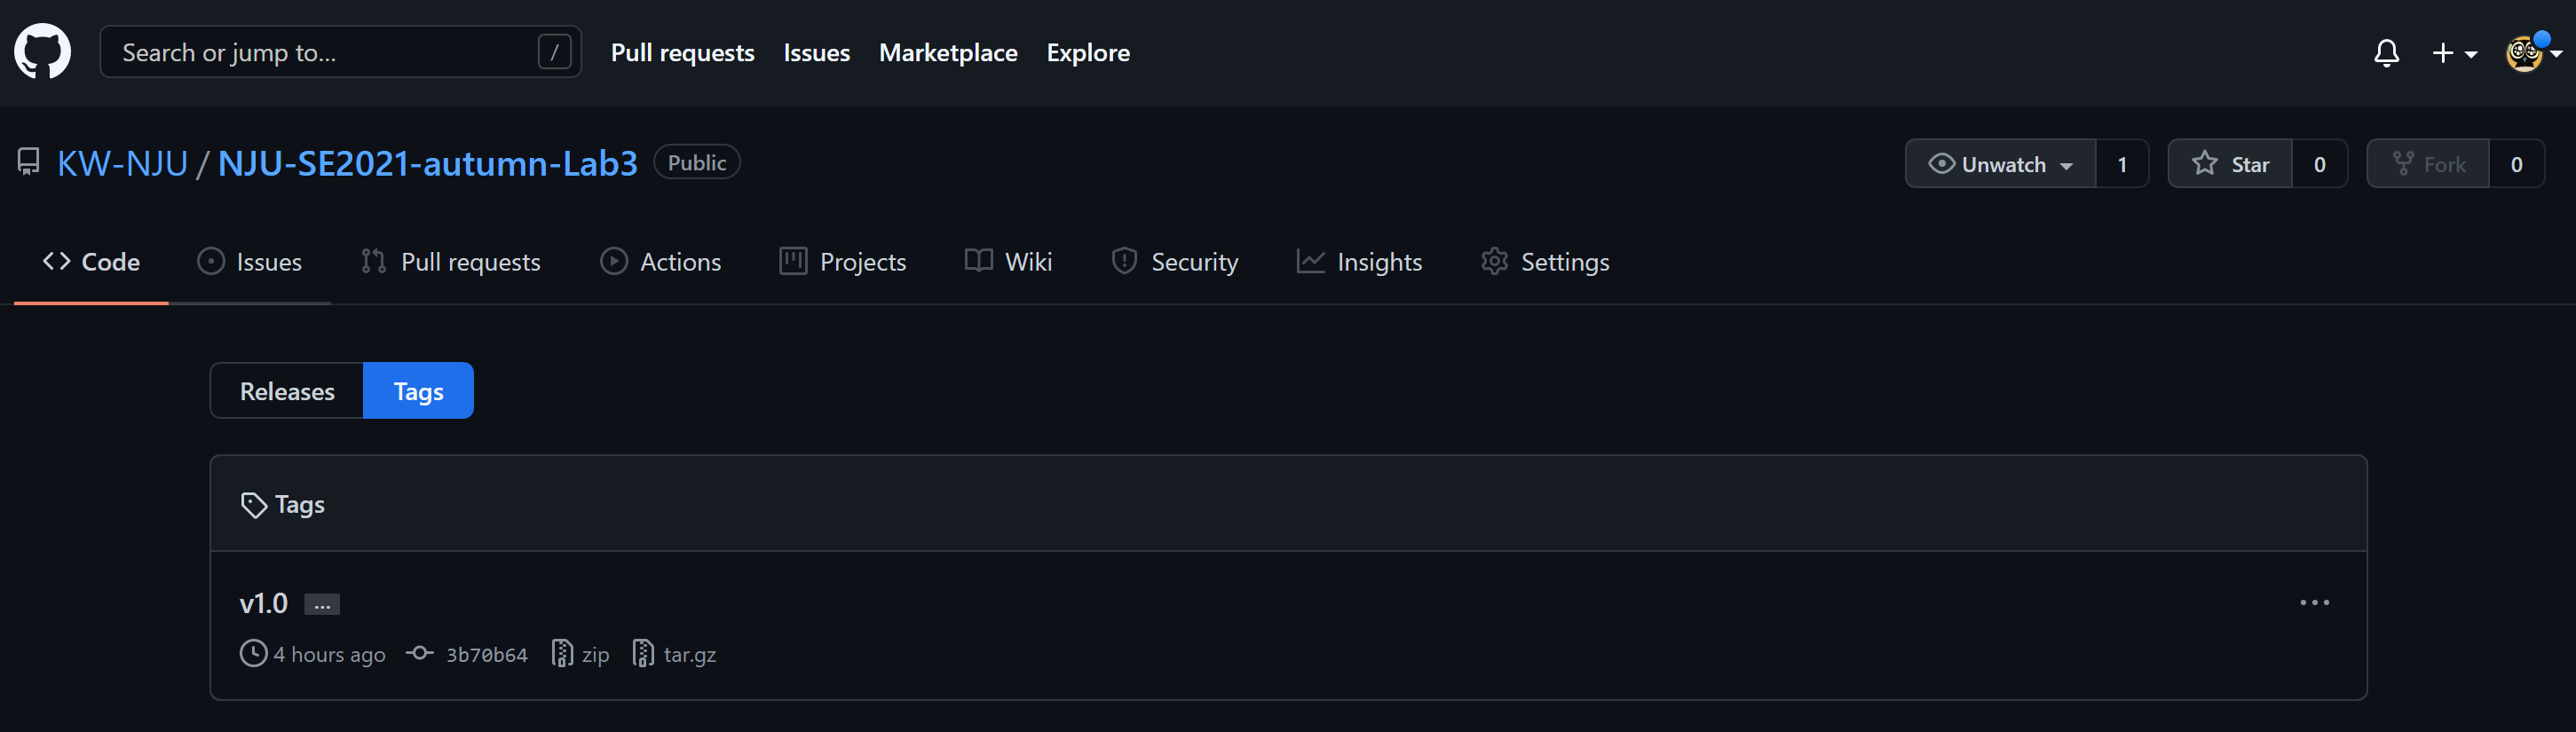 Search or jump to... / Pull requests Issues Marketplace Explore
KW-NJU / NJU-SE2021-autumn-Lab3 Public Unwatch 1 Star 0 Fork 0
Code Issues Pull requests Actions Projects Wiki Security Insights Settings
Releases Tags
Tags
v1.0 ...
4 hours ago 3b70b64 zip tar.gz